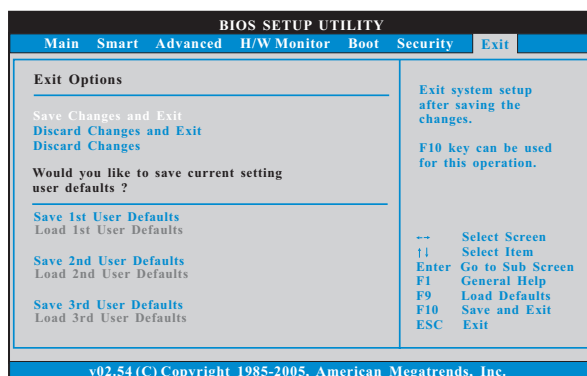 BIOS SETUP UTILITY
Main Smart Advanced H/W Monitor Boot Security Exit
Exit Options
Save Changes and Exit
Discard Changes and Exit
Discard Changes
Would you like to save current setting
user defaults ?
Save 1st User Defaults
Load 1st User Defaults
Save 2nd User Defaults
Load 2nd User Defaults
Save 3rd User Defaults
Load 3rd User Defaults
Exit system setup
after saving the
changes.
F10 key can be used
for this operation.
←→ Select Screen
↑↓ Select Item
Enter Go to Sub Screen
F1 General Help
F9 Load Defaults
F10 Save and Exit
ESC Exit
v02.54 (C) Copyright 1985-2005, American Megatrends, Inc.